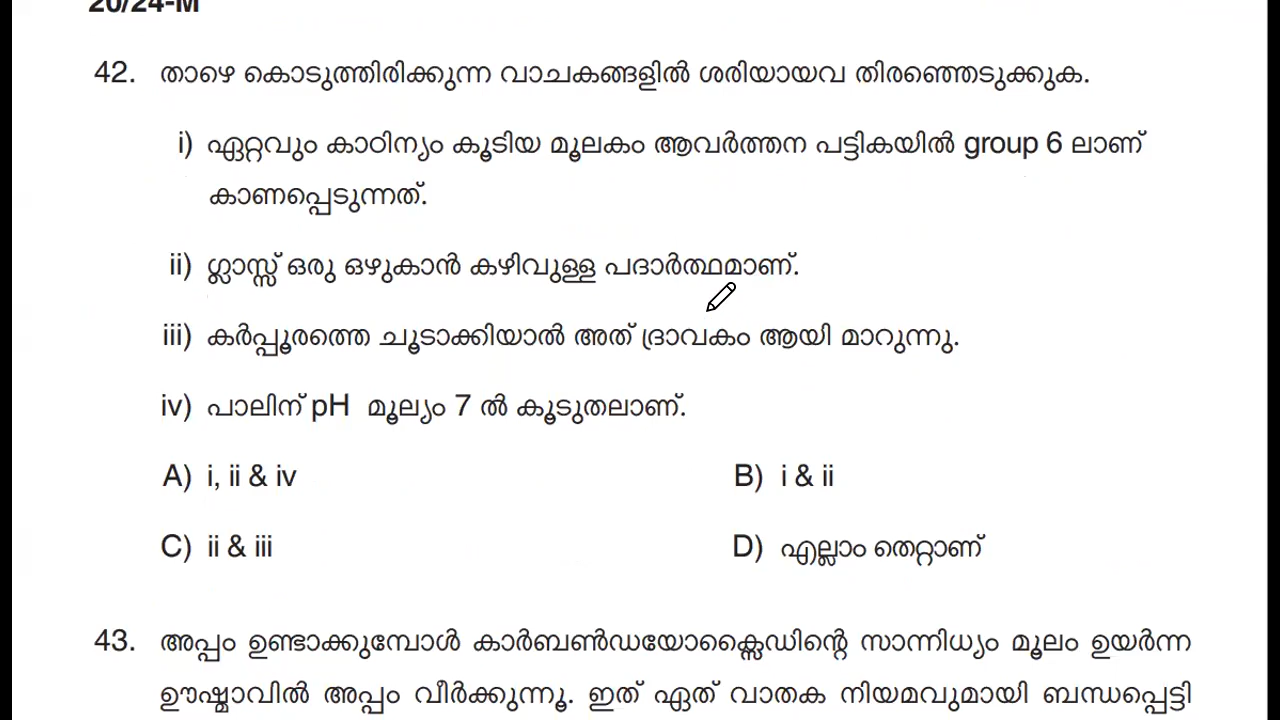 20/24-M
42. താഴെ കൊടുത്തിരിക്കുന്ന വാചകങ്ങളിൽ ശരിയായവ തിരഞ്ഞെടുക്കുക.
i) ഏറ്റവും കാഠിന്യം കൂടിയ മൂലകം ആവർത്തന പട്ടികയിൽ group 6 ലാണ്
കാണപ്പെടുന്നത്.
ii) ഗ്ലാസ്സ് ഒരു ഒഴുകാൻ കഴിവുള്ള പദാർത്ഥമാണ്.
iii) കർപ്പൂരത്തെ ചൂടാക്കിയാൽ അത് ദ്രാവകം ആയി മാറുന്നു.
iv) പാലിന് pH മൂല്യം 7 ൽ കൂടുതലാണ്.
A) i, ii & iv B) i & ii
C) ii & iii D) എല്ലാം തെറ്റാണ്
43. അപ്പം ഉണ്ടാക്കുമ്പോൾ കാർബൺഡയോക്സൈഡിന്റെ സാന്നിധ്യം മൂലം ഉയർന്ന
ഊഷ്മാവിൽ അപ്പം വീർക്കുന്നൂ. ഇത് ഏത് വാതക നിയമവുമായി ബന്ധപ്പെട്ടി